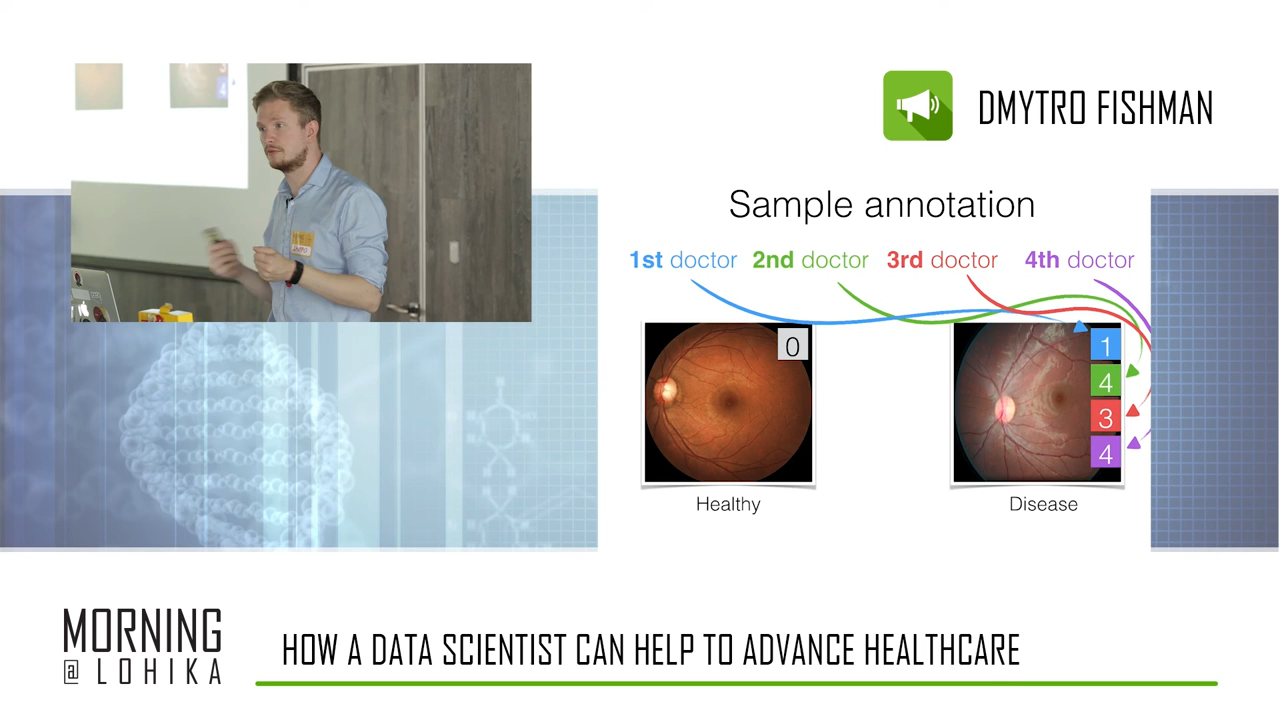 DMYTRO FISHMAN
Sample annotation
1st doctor 2nd doctor 3rd doctor 4th doctor
0
1
4
3
4
Healthy
Disease
MORNING
@ LOHIKA
HOW A DATA SCIENTIST CAN HELP TO ADVANCE HEALTHCARE